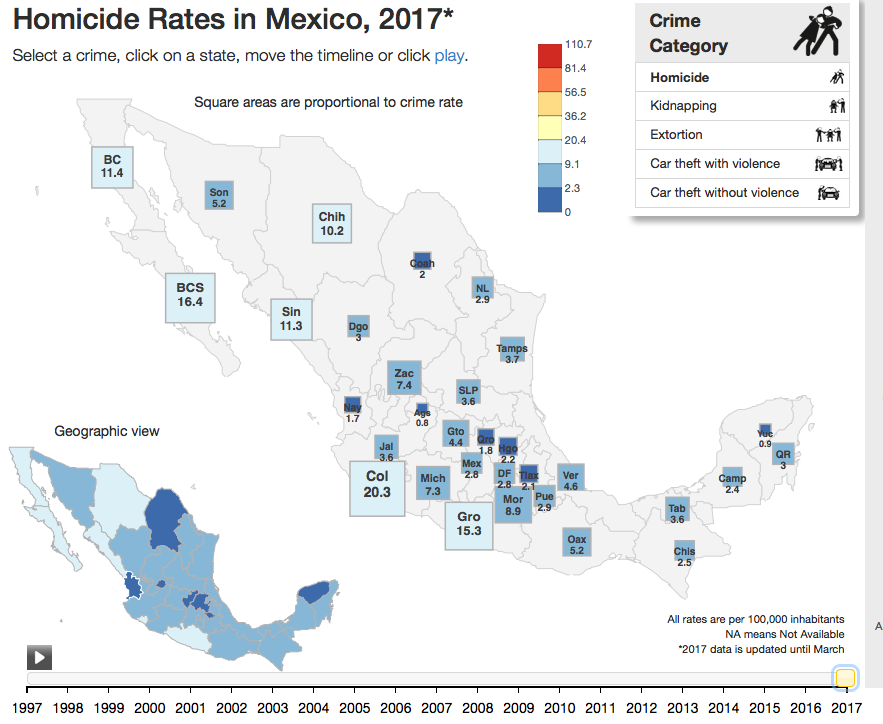 Homicide Rates in Mexico, 2017*
Select a crime, click on a state, move the timeline or click play.
Square areas are proportional to crime rate
110.7
81.4
56.5
36.2
20.4
9.1
2.3
0
Crime
Category
Homicide
Kidnapping
Extortion
Car theft with violence
Car theft without violence
BC
11.4
Son
5.2
Chih
10.2
Coah
2
BCS
16.4
NL
2.9
Sin
11.3
Dgo
3
Tamps
3.7
Zac
7.4
SLP
3.6
Nay
1.7
Ags
0.8
Gto
4.4
Qro
1.8
Hgo
2.2
Yuc
0.9
QR
3
Jal
3.6
Mex
2.8
DF
2.8
Tlax
2.1
Ver
4.6
Camp
2.4
Col
20.3
Mich
7.3
Mor
8.9
Pue
2.9
Tab
3.6
Gro
15.3
Oax
5.2
Chis
2.5
Geographic view
All rates are per 100,000 inhabitants
NA means Not Available
*2017 data is updated until March
A
1997 1998 1999 2000 2001 2002 2003 2004 2005 2006 2007 2008 2009 2010 2011 2012 2013 2014 2015 2016 2017